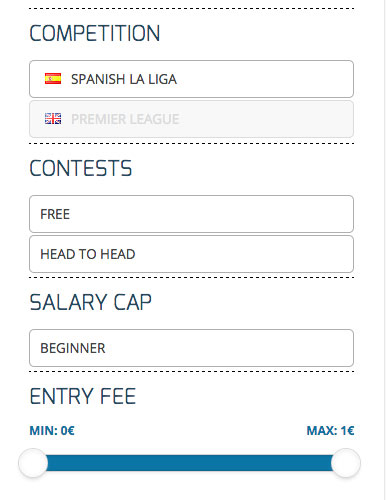 COMPETITION
SPANISH LA LIGA
PREMIER LEAGUE
CONTESTS
FREE
HEAD TO HEAD
SALARY CAP
BEGINNER
ENTRY FEE
MIN: 0€ MAX: 1€